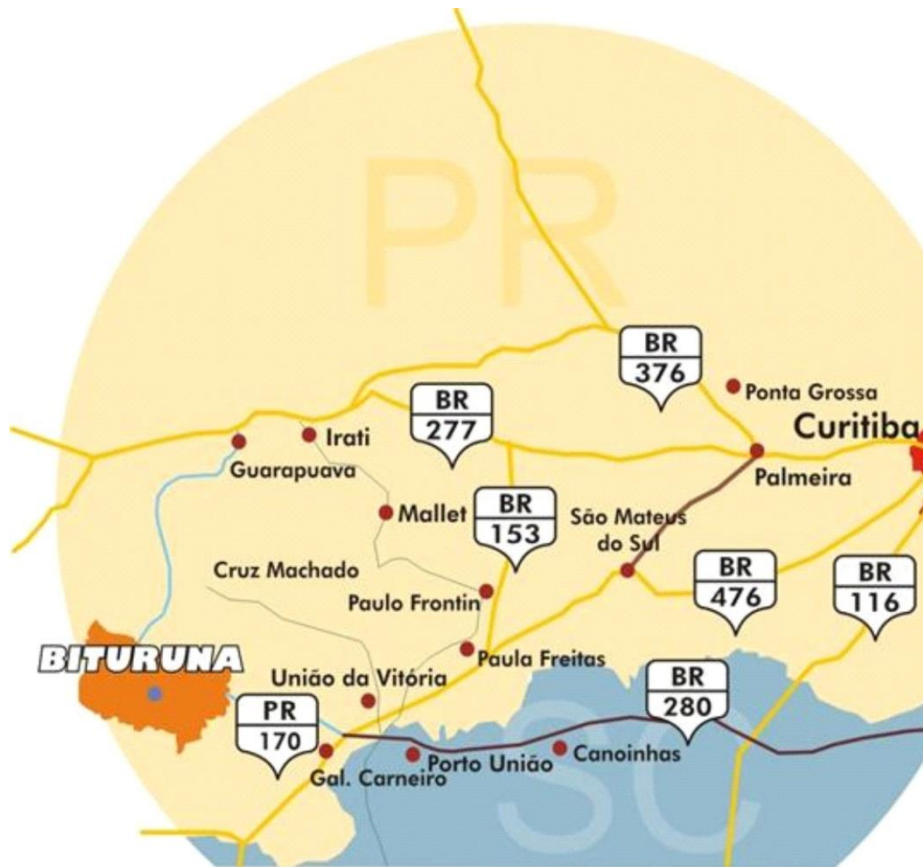 PR
BR
376
Ponta Grossa
BR
277
Curitiba
Irati
Guarapuava
Palmeira
Mallet
BR
153
São Mateus
do Sul
Cruz Machado
Paulo Frontin
BR
476
BR
116
BITURUNA
Paula Freitas
União da Vitória
BR
280
PR
170
SC
Gal. Carneiro
Porto União
Canoinhas